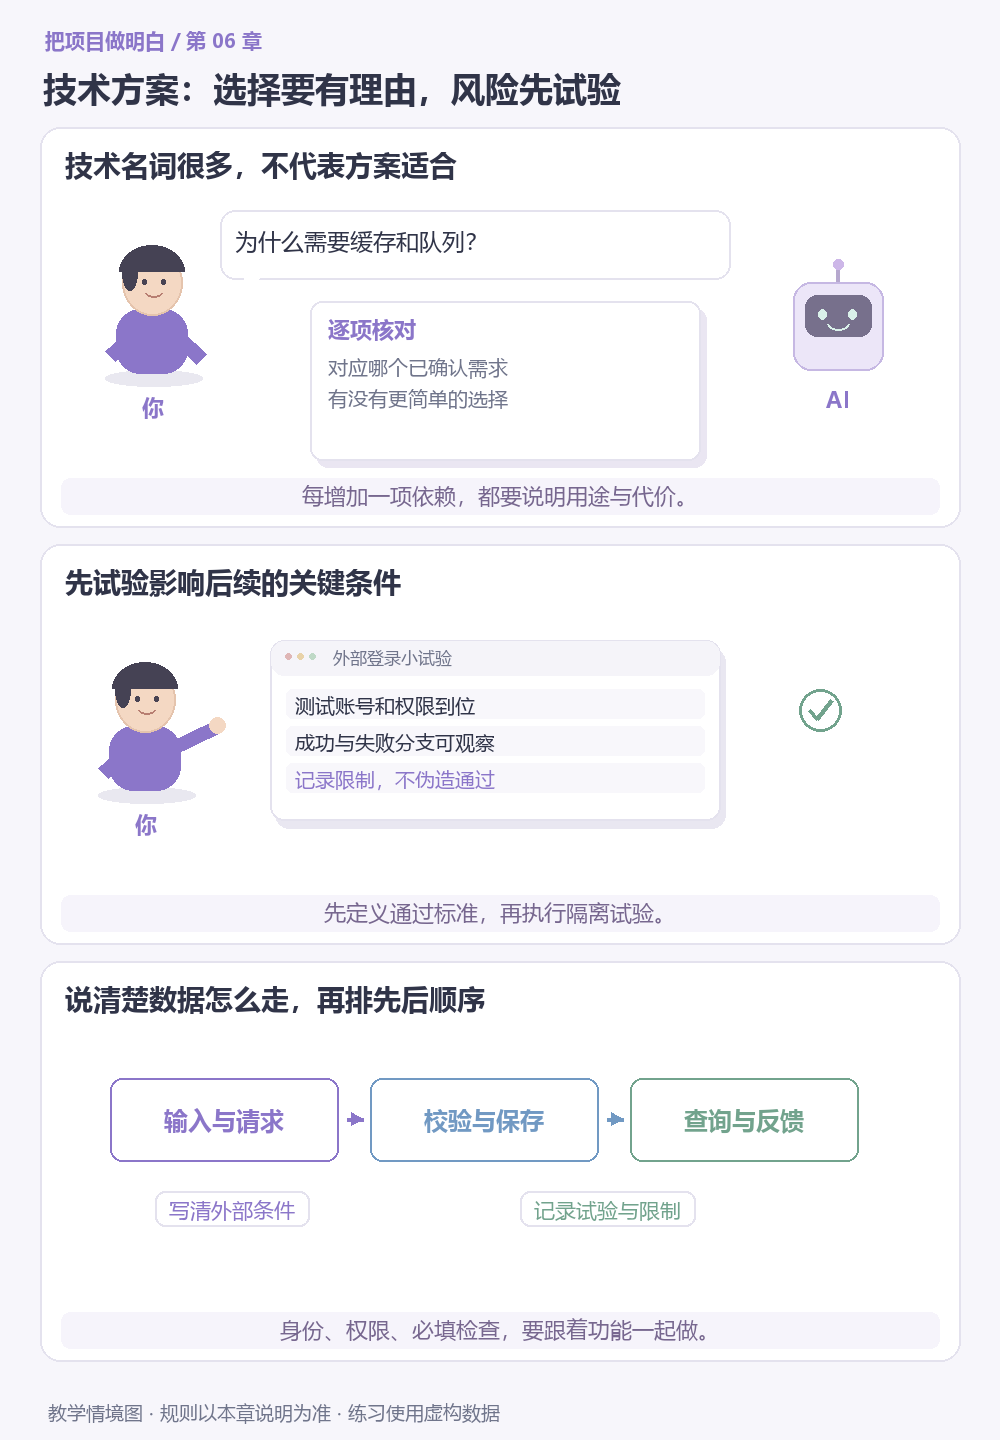 把项目做明白 / 第 06 章
技术方案：选择要有理由，风险先试验
技术名词很多，不代表方案适合
为什么需要缓存和队列？
逐项核对
对应哪个已确认需求
有没有更简单的选择
你
AI
每增加一项依赖，都要说明用途与代价。
先试验影响后续的关键条件
外部登录小试验
测试账号和权限到位
成功与失败分支可观察
记录限制，不伪造通过
你
先定义通过标准，再执行隔离试验。
说清楚数据怎么走，再排先后顺序
输入与请求
校验与保存
查询与反馈
写清外部条件
记录试验与限制
身份、权限、必填检查，要跟着功能一起做。
教学情境图 · 规则以本章说明为准 · 练习使用虚构数据